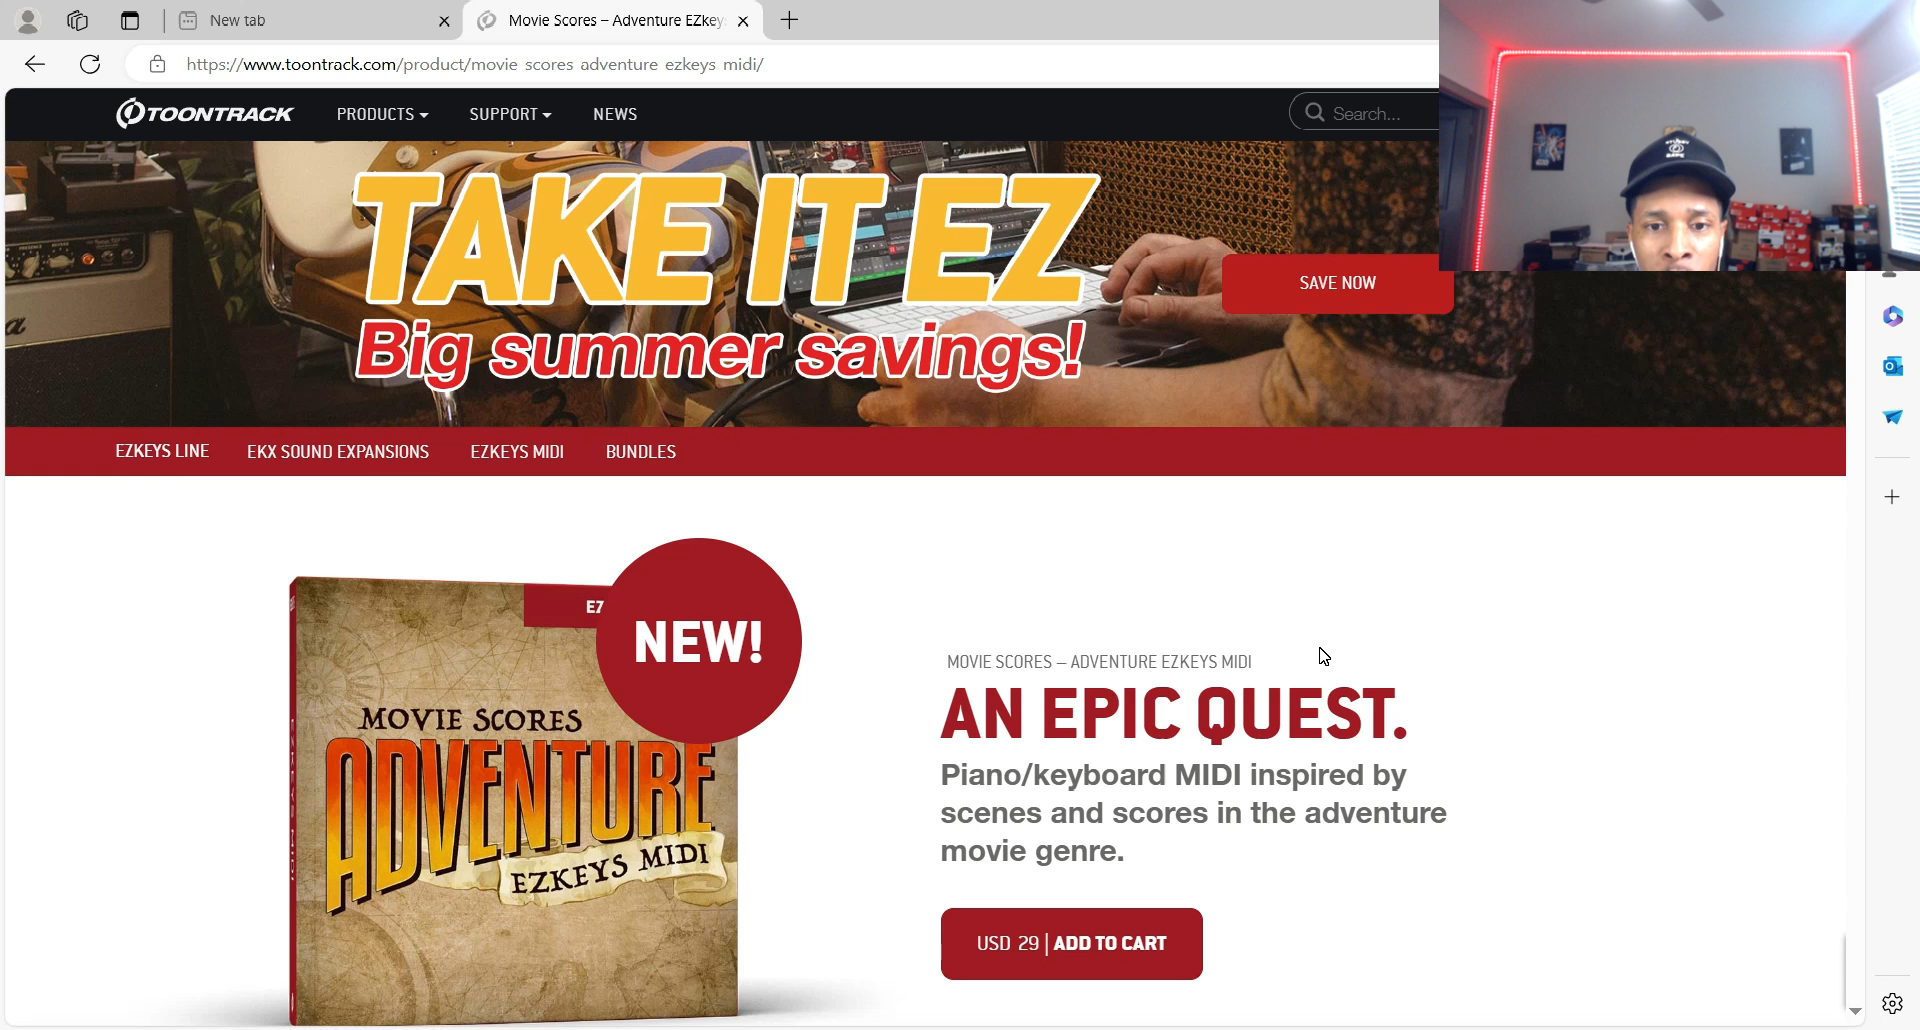 New tab
Movie Scores – Adventure EZkey
https://www.toontrack.com/product/movie scores adventure ezkeys midi/
TOONTRACK
PRODUCTS
SUPPORT
NEWS
Search...
TAKE IT EZ
Big summer savings!
SAVE NOW
EZKEYS LINE
EKX SOUND EXPANSIONS
EZKEYS MIDI
BUNDLES
EZ
NEW!
MOVIE SCORES
ADVENTURE
EZKEYS MIDI
MOVIE SCORES – ADVENTURE EZKEYS MIDI
AN EPIC QUEST.
Piano/keyboard MIDI inspired by
scenes and scores in the adventure
movie genre.
USD 29 | ADD TO CART